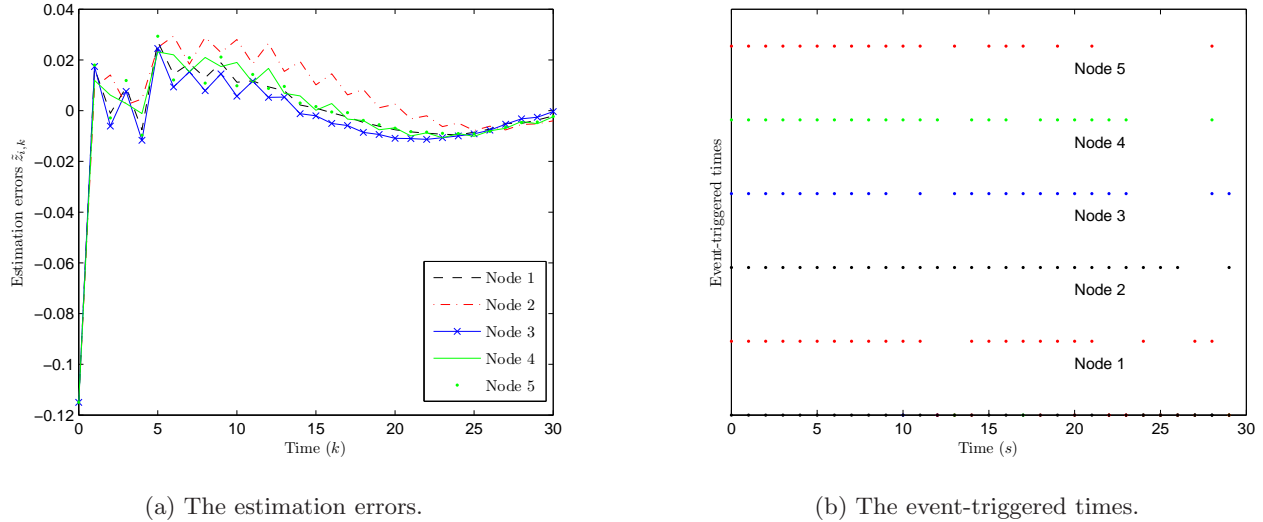 0.04
0.02
0
−0.02
−0.04
−0.06
−0.08
−0.1
−0.12
Estimation errors z̃i,k
0 5 10 15 20 25 30
Time (k)
Node 1
Node 2
Node 3
Node 4
Node 5
(a) The estimation errors.
Event-triggered times
Node 5
Node 4
Node 3
Node 2
Node 1
0 5 10 15 20 25 30
Time (s)
(b) The event-triggered times.